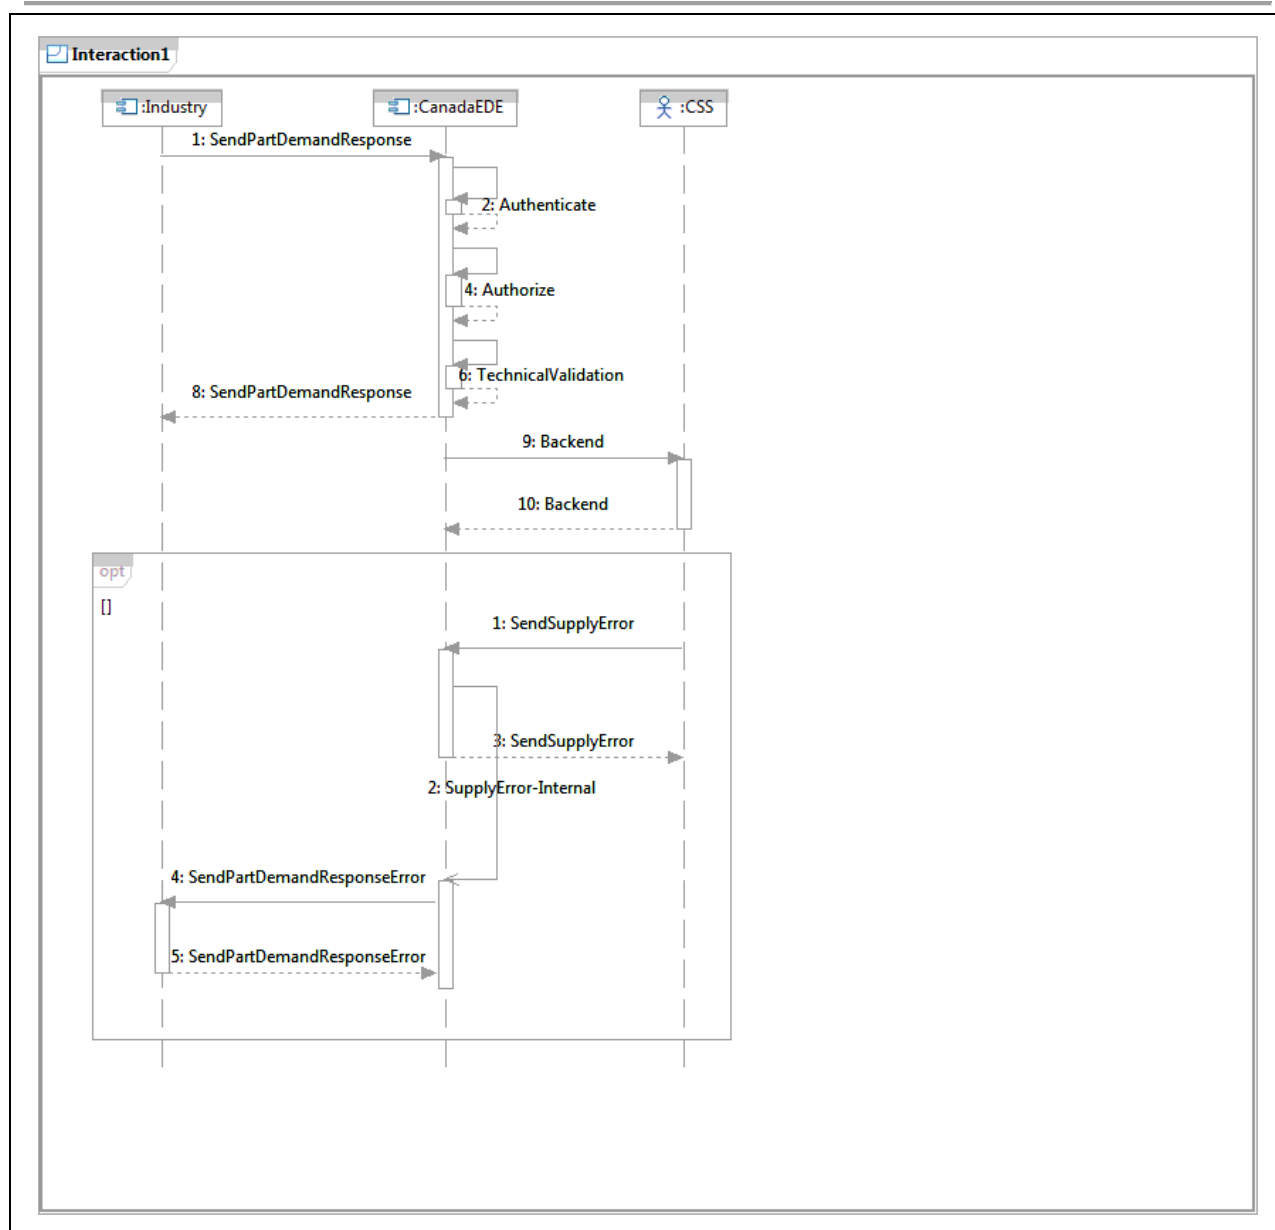 Interaction1
:Industry
:CanadaEDE
:CSS
1: SendPartDemandResponse
2: Authenticate
4: Authorize
6: TechnicalValidation
8: SendPartDemandResponse
9: Backend
10: Backend
opt
[]
1: SendSupplyError
3: SendSupplyError
2: SupplyError-Internal
4: SendPartDemandResponseError
5: SendPartDemandResponseError